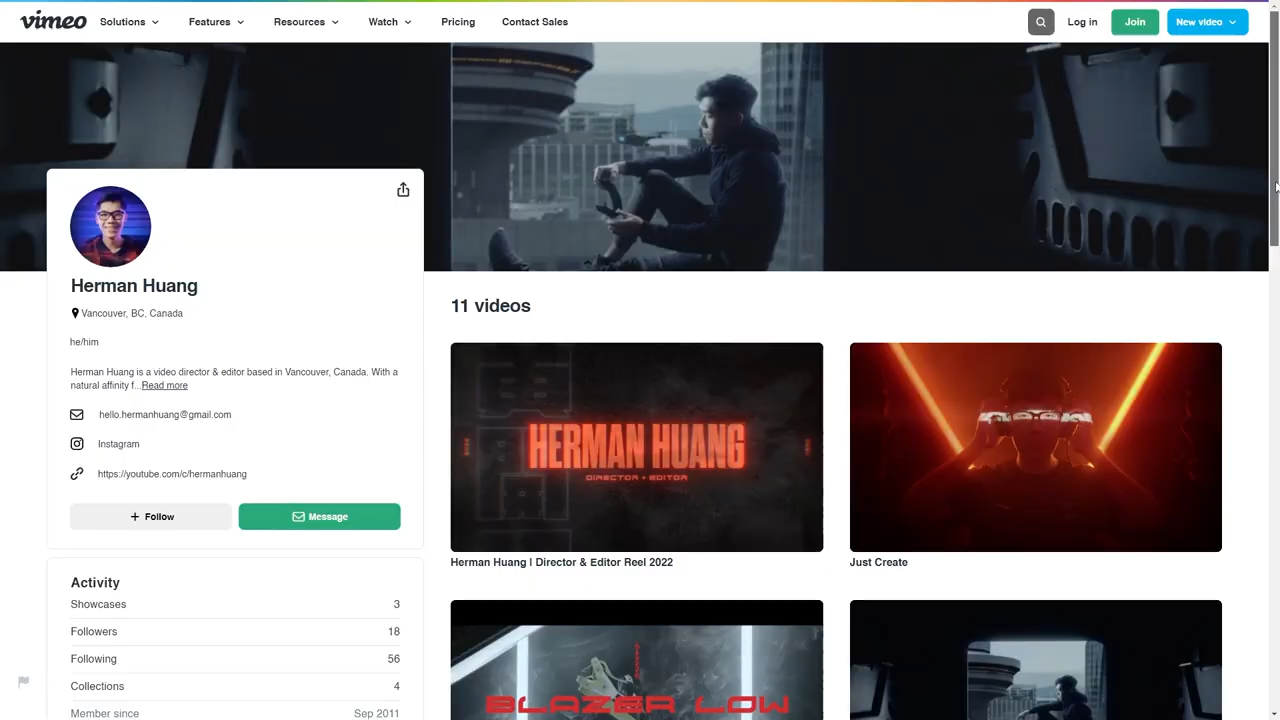 vimeo
Solutions
Features
Resources
Watch
Pricing
Contact Sales
Log in
Join
New video
Herman Huang
Vancouver, BC, Canada
he/him
Herman Huang is a video director & editor based in Vancouver, Canada. With a
natural affinity f...Read more
hello.hermanhuang@gmail.com
Instagram
https://youtube.com/c/hermanhuang
+ Follow
Message
Activity
Showcases 3
Followers 18
Following 56
Collections 4
Member since Sep 2011
11 videos
HERMAN HUANG
DIRECTOR + EDITOR
Herman Huang | Director & Editor Reel 2022
Just Create
BLAZER LOW